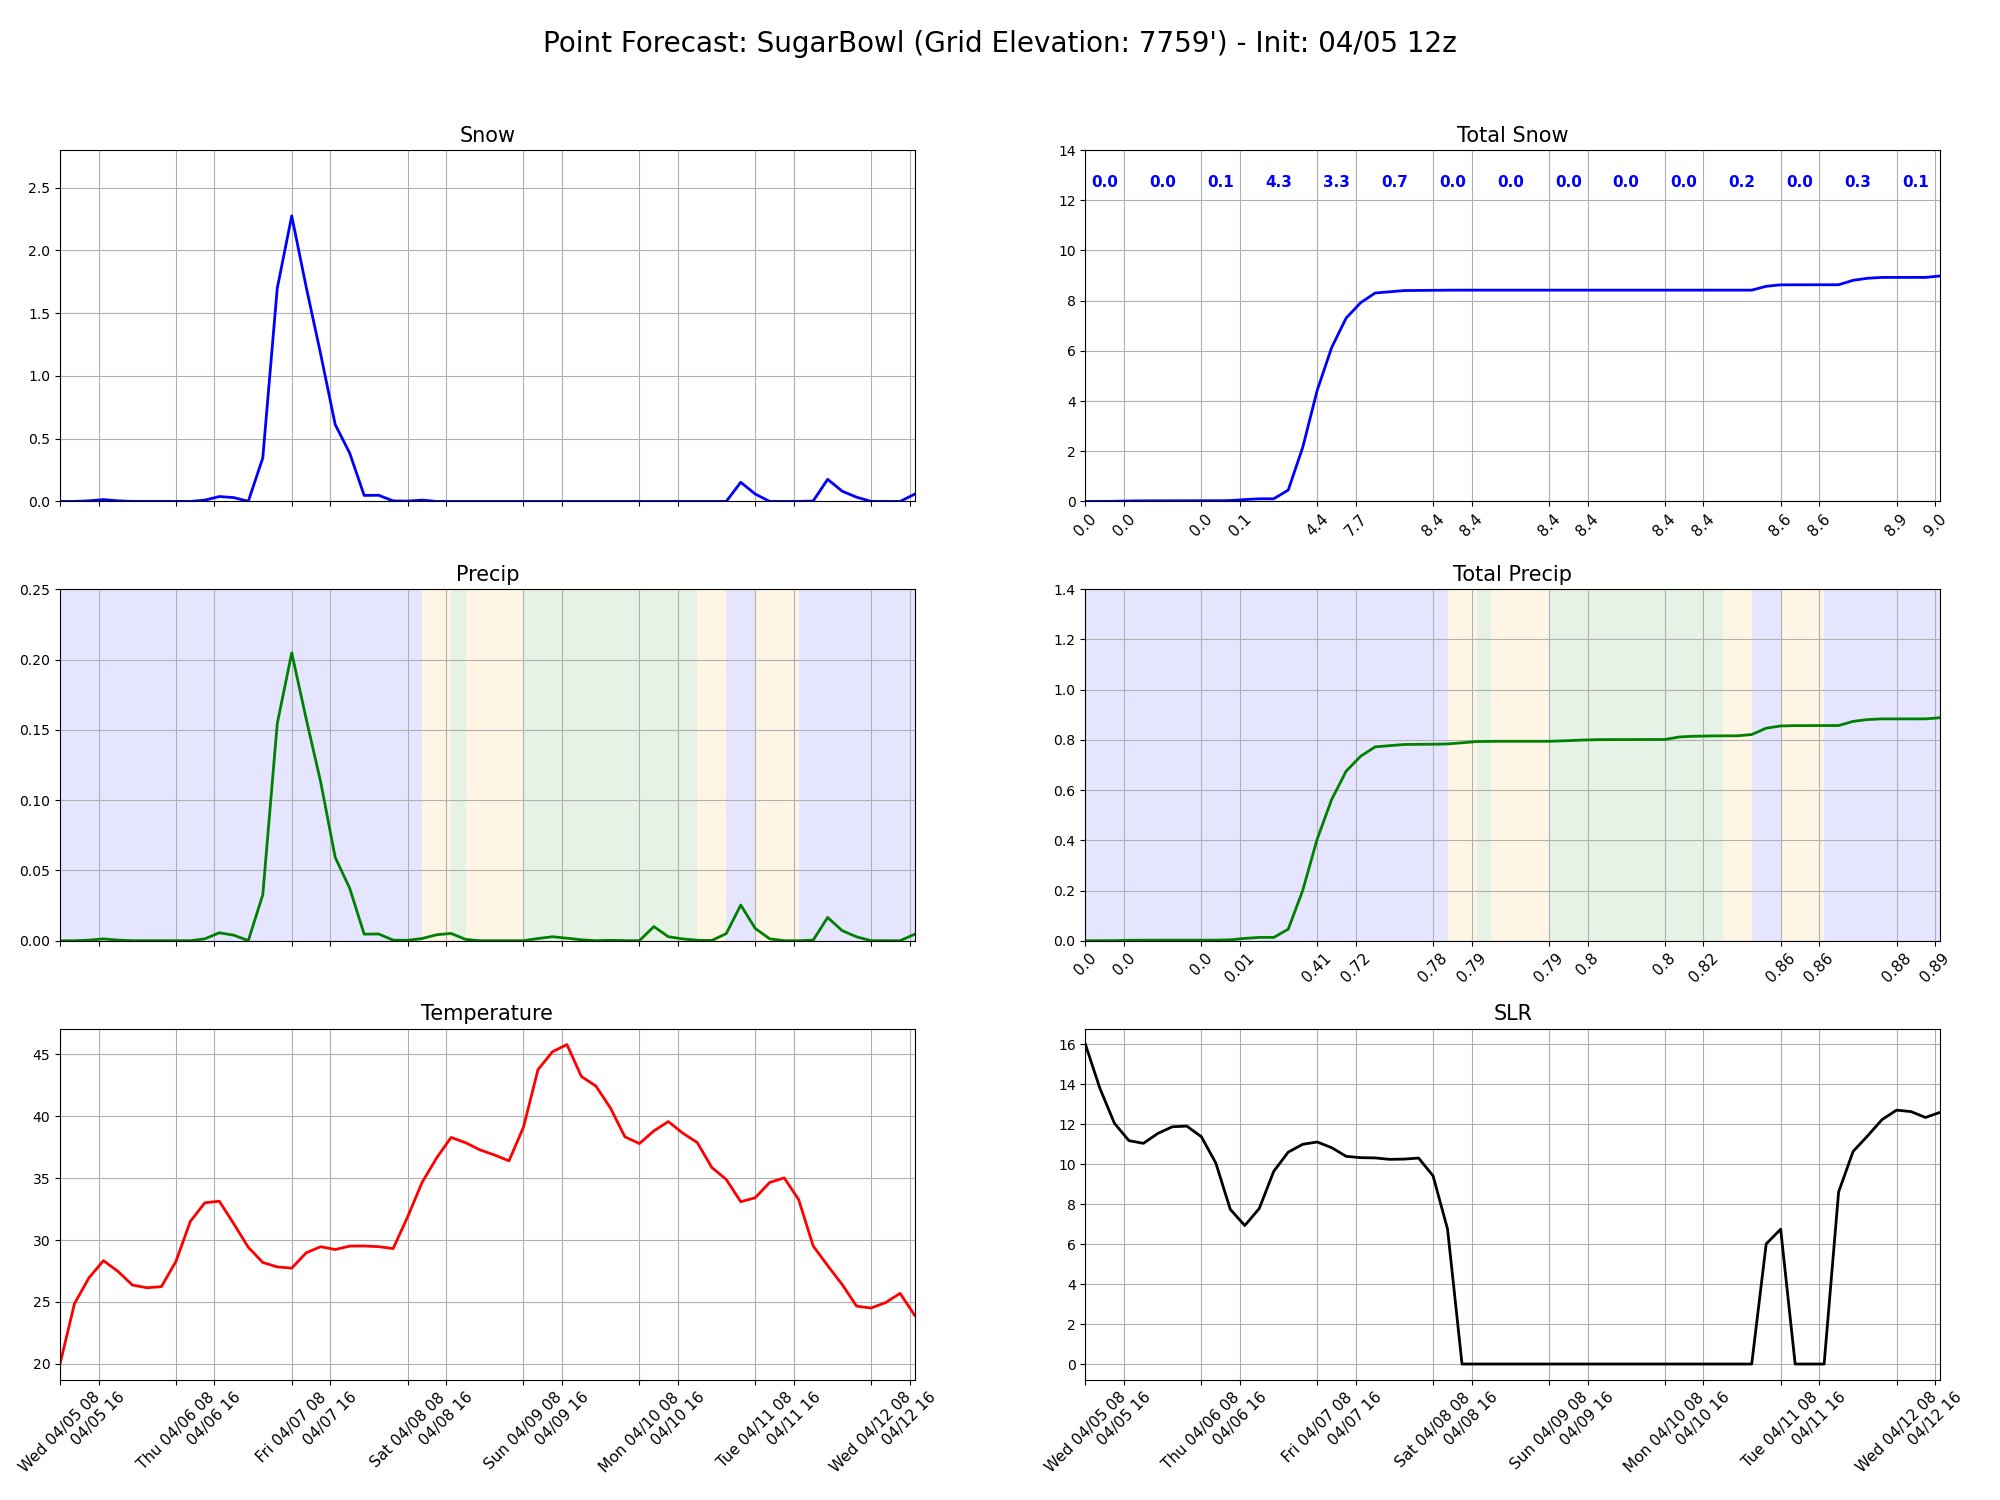 Point Forecast: SugarBowl (Grid Elevation: 7759') - Init: 04/05 12z
Snow
2.5
2.0
1.5
1.0
0.5
0.0
Total Snow
14
12
10
8
6
4
2
0
0.0 0.0 0.1 4.3 3.3 0.7 0.0 0.0 0.0 0.0 0.0 0.2 0.0 0.3 0.1
0.0 0.0 0.0 0.1 4.4 7.7 8.4 8.4 8.4 8.4 8.4 8.4 8.6 8.6 8.9 9.0
Precip
0.25
0.20
0.15
0.10
0.05
0.00
Total Precip
1.4
1.2
1.0
0.8
0.6
0.4
0.2
0.0
0.0 0.0 0.0 0.01 0.41 0.72 0.78 0.79 0.79 0.8 0.8 0.82 0.86 0.86 0.88 0.89
Temperature
45
40
35
30
25
20
Wed 04/05 08
04/05 16
Thu 04/06 08
04/06 16
Fri 04/07 08
04/07 16
Sat 04/08 08
04/08 16
Sun 04/09 08
04/09 16
Mon 04/10 08
04/10 16
Tue 04/11 08
04/11 16
Wed 04/12 08
04/12 16
SLR
16
14
12
10
8
6
4
2
0
Wed 04/05 08
04/05 16
Thu 04/06 08
04/06 16
Fri 04/07 08
04/07 16
Sat 04/08 08
04/08 16
Sun 04/09 08
04/09 16
Mon 04/10 08
04/10 16
Tue 04/11 08
04/11 16
Wed 04/12 08
04/12 16